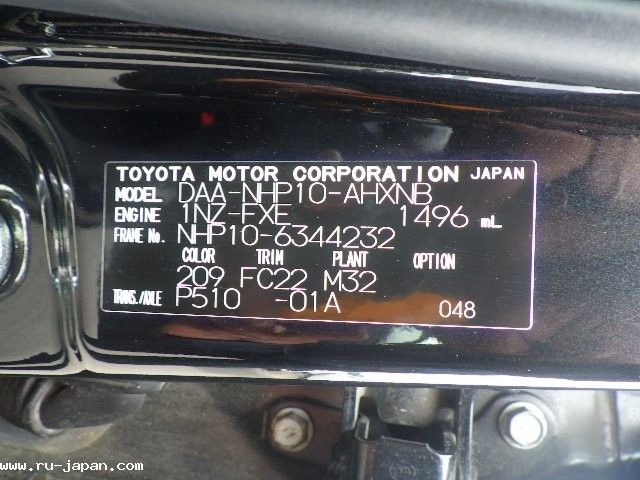 TOYOTA MOTOR CORPORATION JAPAN
MODEL DAA-NHP10-AHXNB
ENGINE 1NZ-FXE 1496 mL
FRAME No. NHP10-6344232
COLOR TRIM PLANT OPTION
209 FC22 M32
TRANS./AXLE P510 -01A 048
www.ru-japan.com